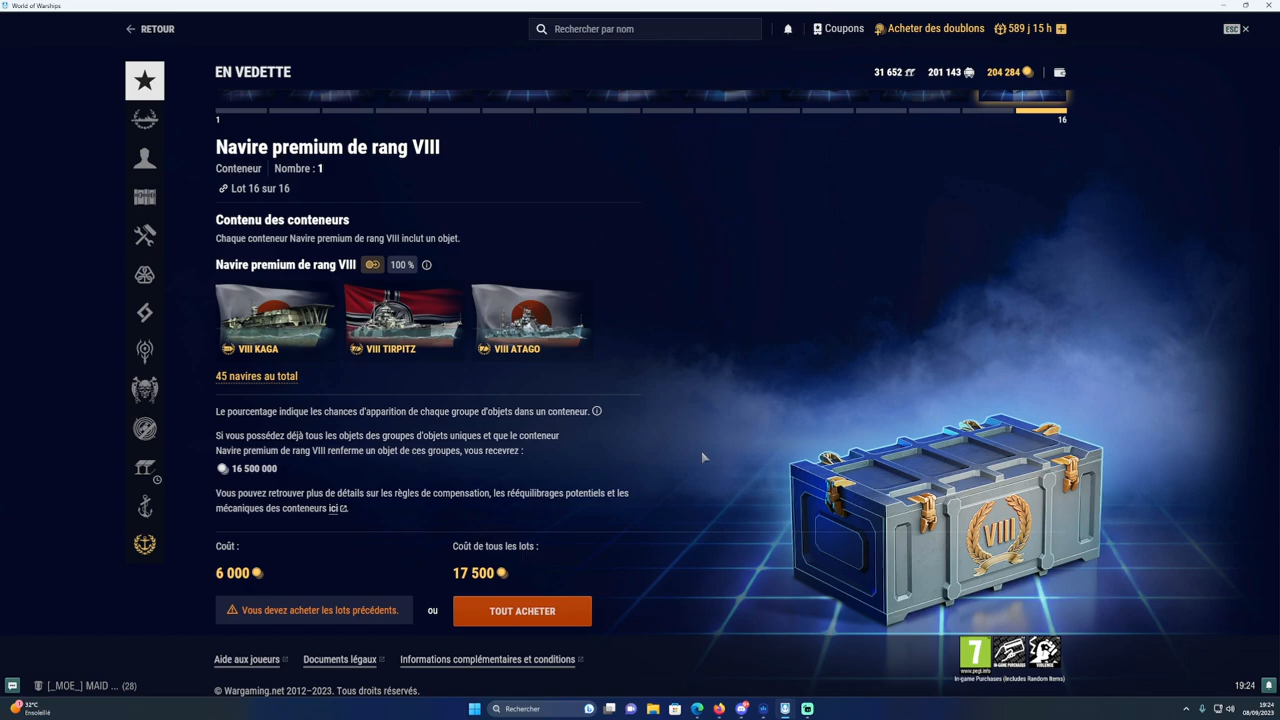 World of Warships
RETOUR
Rechercher par nom
Coupons
Acheter des doublons
589 j 15 h
ESC
EN VEDETTE
31 652
201 143
204 284
1
16
Navire premium de rang VIII
Conteneur
Nombre : 1
Lot 16 sur 16
Contenu des conteneurs
Chaque conteneur Navire premium de rang VIII inclut un objet.
Navire premium de rang VIII
100 %
VIII KAGA
VIII TIRPITZ
VIII ATAGO
45 navires au total
Le pourcentage indique les chances d'apparition de chaque groupe d'objets dans un conteneur.
Si vous possédez déjà tous les objets des groupes d'objets uniques et que le conteneur
Navire premium de rang VIII renferme un objet de ces groupes, vous recevrez :
16 500 000
Vous pouvez retrouver plus de détails sur les règles de compensation, les rééquilibrages potentiels et les
mécaniques des conteneurs ici
VIII
Coût :
Coût de tous les lots :
6 000
17 500
Vous devez acheter les lots précédents.
ou
TOUT ACHETER
7
www.pegi.info
IN-GAME PURCHASES
VIOLENCE
In-game Purchases (Includes Random Items)
Aide aux joueurs
Documents légaux
Informations complémentaires et conditions
[_MOE_] MAID ... (28)
© Wargaming.net 2012–2023. Tous droits réservés.
19:24
32°C
Ensoleillé
Rechercher
19:24
08/09/2023